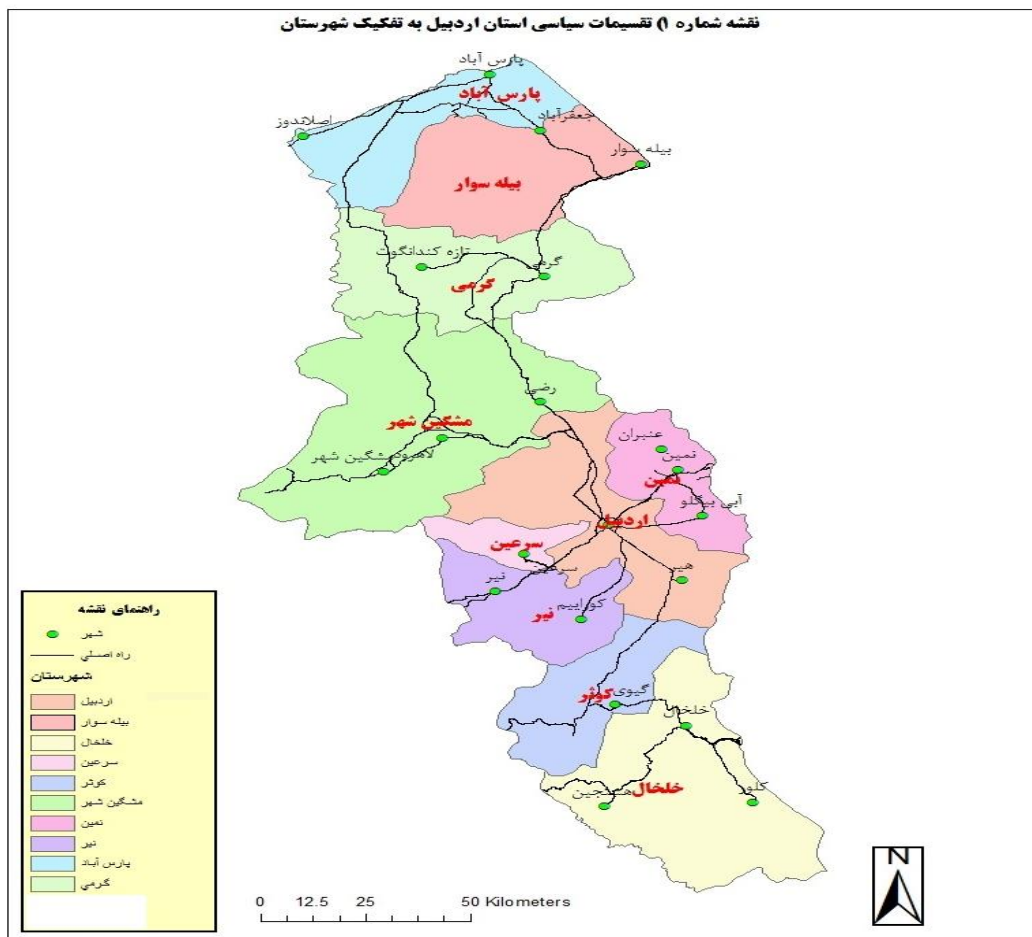 نقشه شماره ۱) تقسیمات سیاسی استان اردبیل به تفکیک شهرستان
پارس آباد
پارس آباد
جعفرآباد
اصلاندوز
بیله سوار
بیله سوار
تازه کندانگوت
گرمی
گرمی
رضی
مشگین شهر
لاهرود
مشگین شهر
عنبران
نمین
نمین
آبی بیگلو
اردبیل
سرعین
سرعین
هیر
نیر
کوراییم
نیر
گیوی
کوثر
خلخال
خلخال
هشتجین
کلور
راهنمای نقشه
شهر
راه اصلي
شهرستان
اردبیل
بیله سوار
خلخال
سرعین
کوثر
مشگین شهر
نمین
نیر
پارس آباد
گرمي
0 12.5 25 50 Kilometers
N